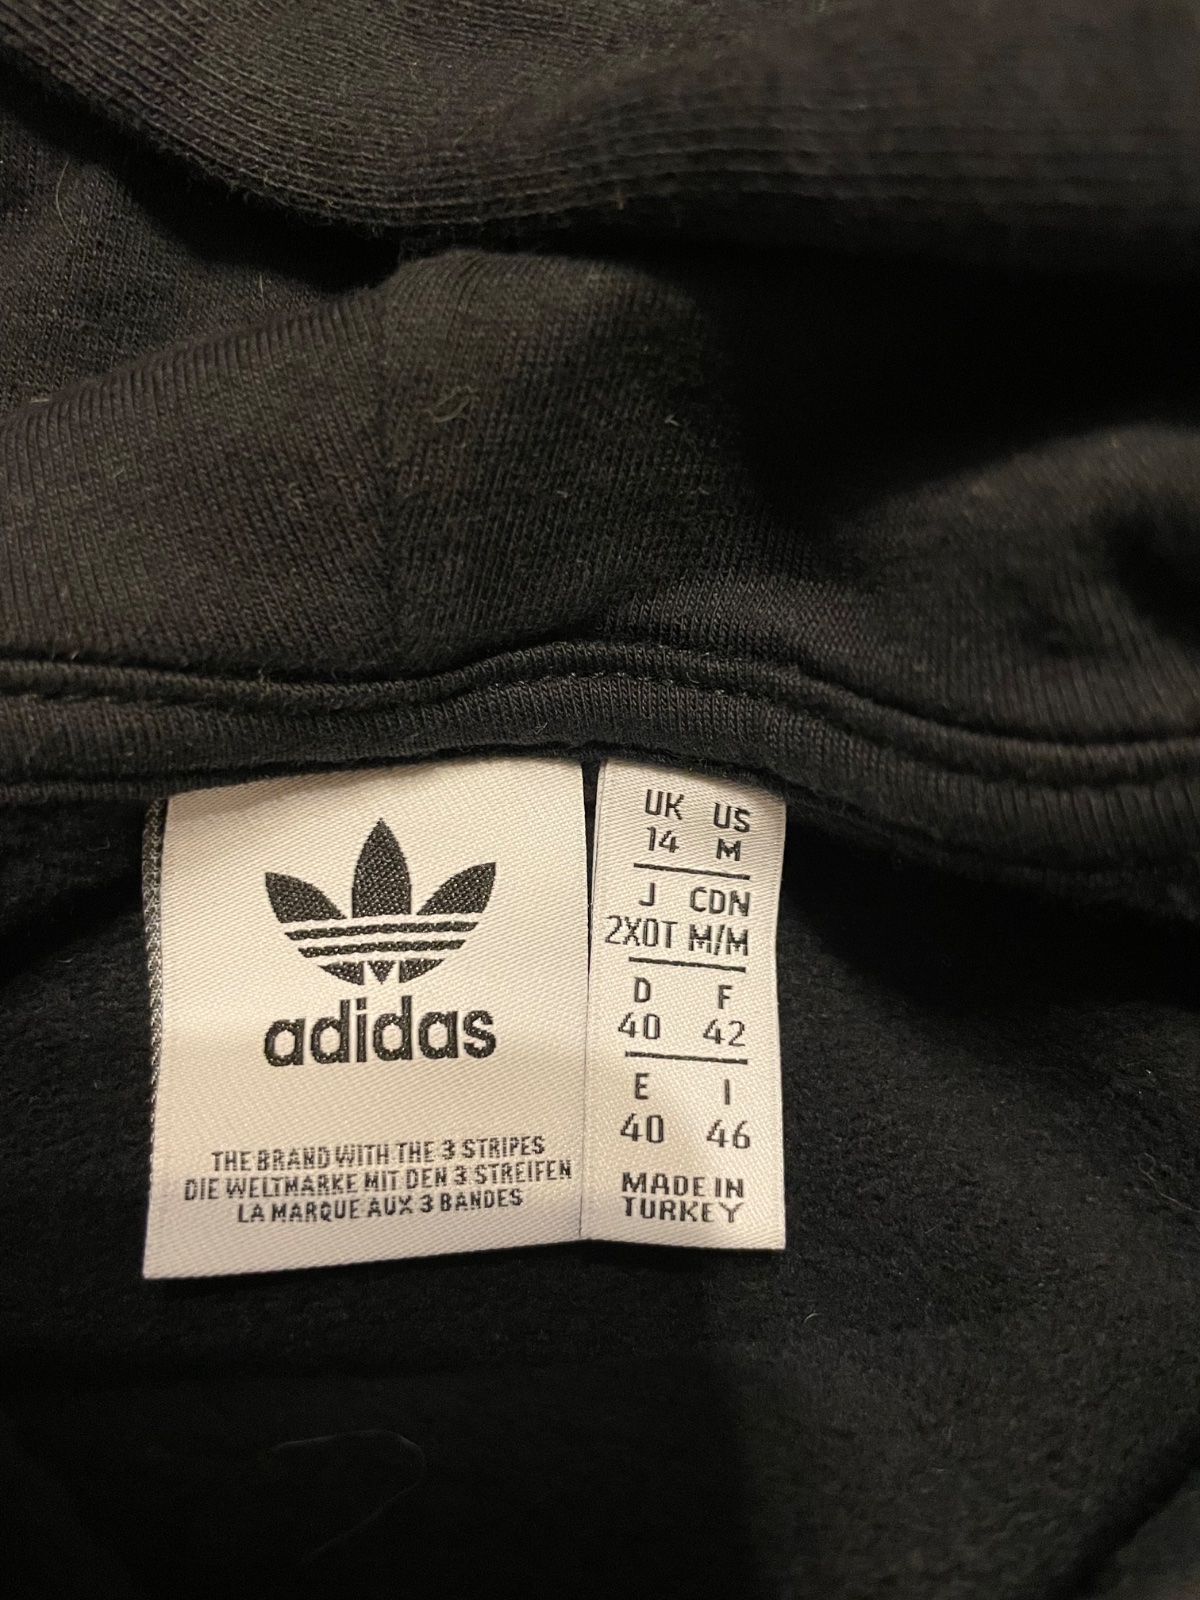 adidas
THE BRAND WITH THE 3 STRIPES
DIE WELTMARKE MIT DEN 3 STREIFEN
LA MARQUE AUX 3 BANDES
UK US
14 M
J CDN
2XOT M/M
D F
40 42
E I
40 46
MADE IN
TURKEY